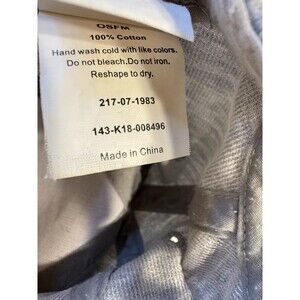 OSFM
100% Cotton
Hand wash cold with like colors.
Do not bleach.Do not iron.
Reshape to dry.
217-07-1983
143-K18-008496
Made in China